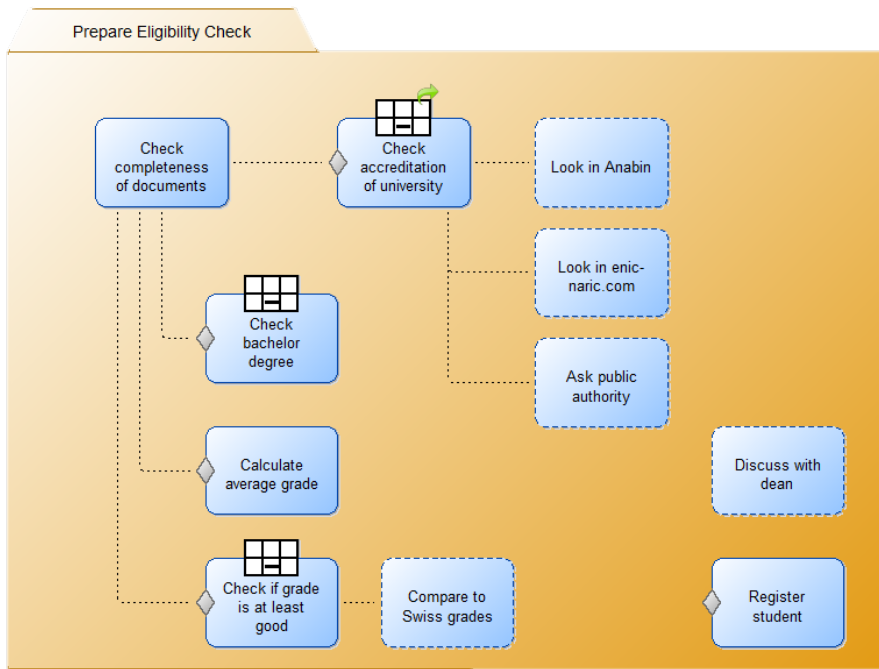 Prepare Eligibility Check
Check
completeness
of documents
Check
accreditation
of university
Look in Anabin
Look in enic-
naric.com
Check
bachelor
degree
Ask public
authority
Calculate
average grade
Discuss with
dean
Check if grade
is at least
good
Compare to
Swiss grades
Register
student